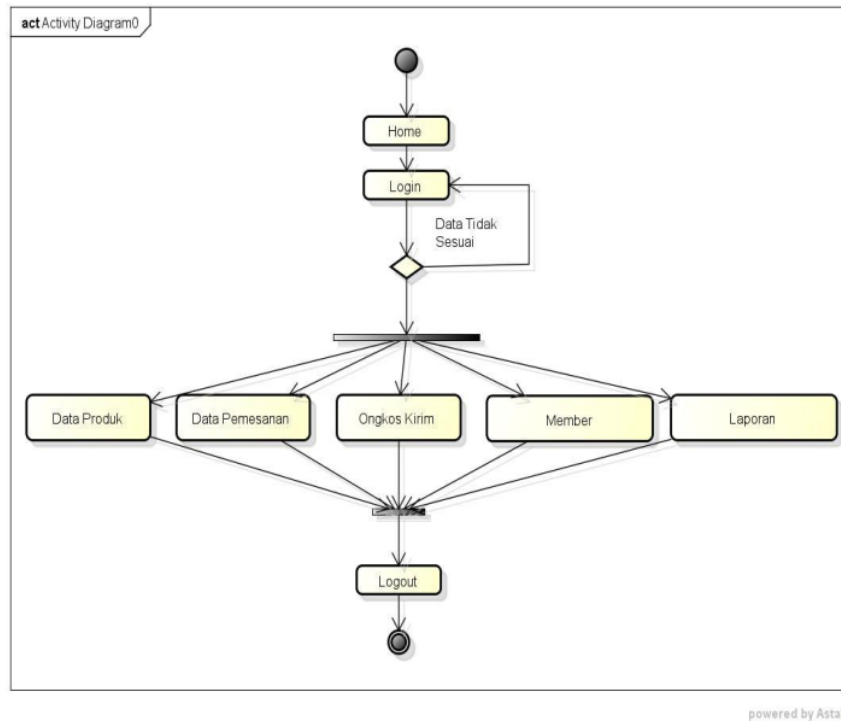 act Activity Diagram0
Home
Login
Data Tidak
Sesuai
Data Produk
Data Pemesanan
Ongkos Kirim
Member
Laporan
Logout
powered by Asta